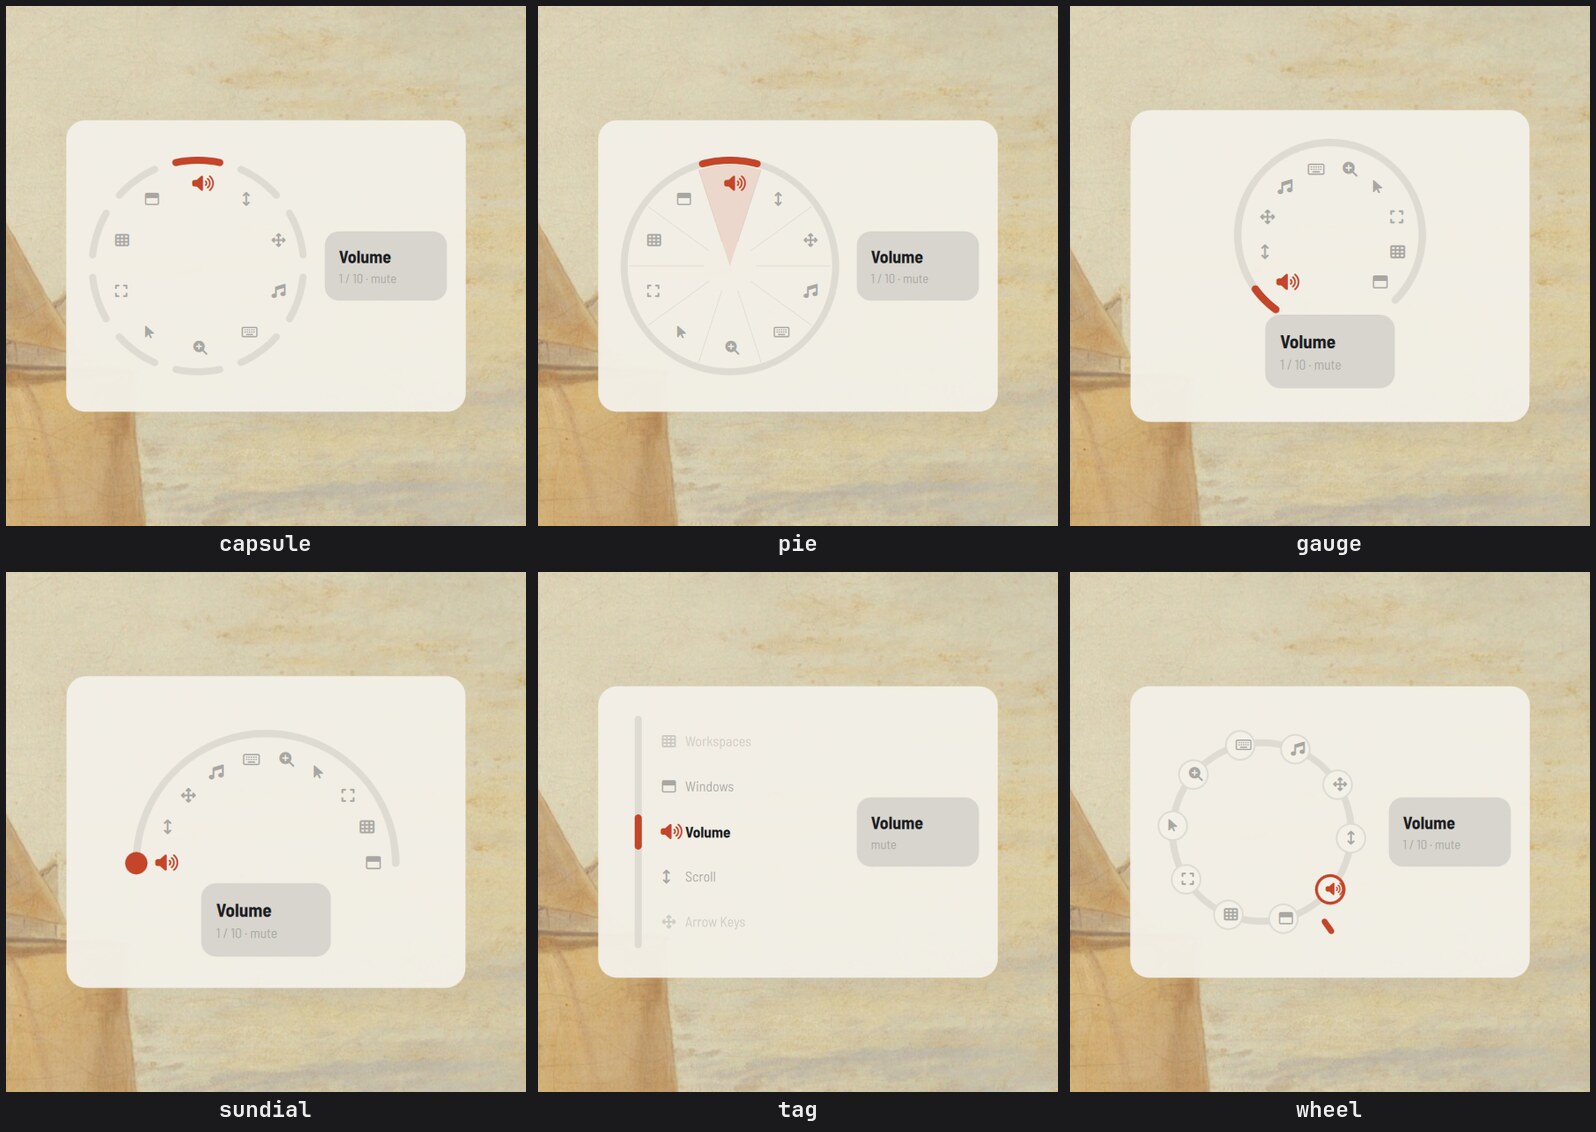 Volume
1 / 10 · mute
capsule
Volume
1 / 10 · mute
pie
Volume
1 / 10 · mute
gauge
Volume
1 / 10 · mute
sundial
Workspaces
Windows
Volume
Scroll
Arrow Keys
Volume
mute
tag
Volume
1 / 10 · mute
wheel